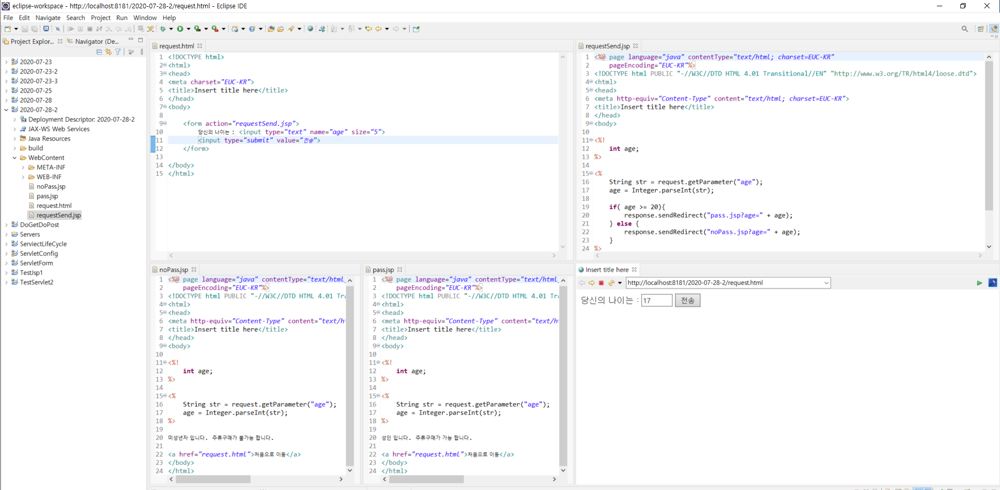 eclipse-workspace - http://localhost:8181/2020-07-28-2/request.html - Eclipse IDE
File Edit Navigate Search Project Run Window Help
Project Explor...
Navigator (De...
2020-07-23
2020-07-23-2
2020-07-23-3
2020-07-25
2020-07-28
2020-07-28-2
Deployment Descriptor: 2020-07-28-2
JAX-WS Web Services
Java Resources
build
WebContent
META-INF
WEB-INF
noPass.jsp
pass.jsp
request.html
requestSend.jsp
DoGetDoPost
Servers
ServiectLifeCycle
ServletConfig
ServletForm
TestJsp1
TestServlet2
request.html
1 <!DOCTYPE html>
2 <html>
3 <head>
4 <meta charset="EUC-KR">
5 <title>Insert title here</title>
6 </head>
7 <body>
8
9 <form action="requestSend.jsp">
10 당신의 나이는 : <input type="text" name="age" size="5">
11 <input type="submit" value="전송">
12 </form>
13
14 </body>
15 </html>
requestSend.jsp
1 <%@ page language="java" contentType="text/html; charset=EUC-KR"
2 pageEncoding="EUC-KR"%>
3 <!DOCTYPE html PUBLIC "-//W3C//DTD HTML 4.01 Transitional//EN" "http://www.w3.org/TR/html4/loose.dtd">
4 <html>
5 <head>
6 <meta http-equiv="Content-Type" content="text/html; charset=EUC-KR">
7 <title>Insert title here</title>
8 </head>
9 <body>
10
11 <%!
12 int age;
13 %>
14
15 <%
16 String str = request.getParameter("age");
17 age = Integer.parseInt(str);
18
19 if( age >= 20){
20 response.sendRedirect("pass.jsp?age=" + age);
21 } else {
22 response.sendRedirect("noPass.jsp?age=" + age);
23 }
24 %>
noPass.jsp
1 <%@ page language="java" contentType="text/html
2 pageEncoding="EUC-KR"%>
3 <!DOCTYPE html PUBLIC "-//W3C//DTD HTML 4.01 Tra
4 <html>
5 <head>
6 <meta http-equiv="Content-Type" content="text/h
7 <title>Insert title here</title>
8 </head>
9 <body>
10
11 <%!
12 int age;
13 %>
14
15 <%
16 String str = request.getParameter("age");
17 age = Integer.parseInt(str);
18 %>
19
20 미성년자 입니다. 주류구매가 불가능 합니다.
21
22 <a href="request.html">처음으로 이동</a>
23 </body>
24 </html>
pass.jsp
1 <%@ page language="java" contentType="text/html
2 pageEncoding="EUC-KR"%>
3 <!DOCTYPE html PUBLIC "-//W3C//DTD HTML 4.01 Tra
4 <html>
5 <head>
6 <meta http-equiv="Content-Type" content="text/h
7 <title>Insert title here</title>
8 </head>
9 <body>
10
11 <%!
12 int age;
13 %>
14
15 <%
16 String str = request.getParameter("age");
17 age = Integer.parseInt(str);
18 %>
19
20 성인 입니다. 주류구매가 가능 합니다.
21
22 <a href="request.html">처음으로 이동</a>
23 </body>
24 </html>
Insert title here
http://localhost:8181/2020-07-28-2/request.html
당신의 나이는 : 17 전송